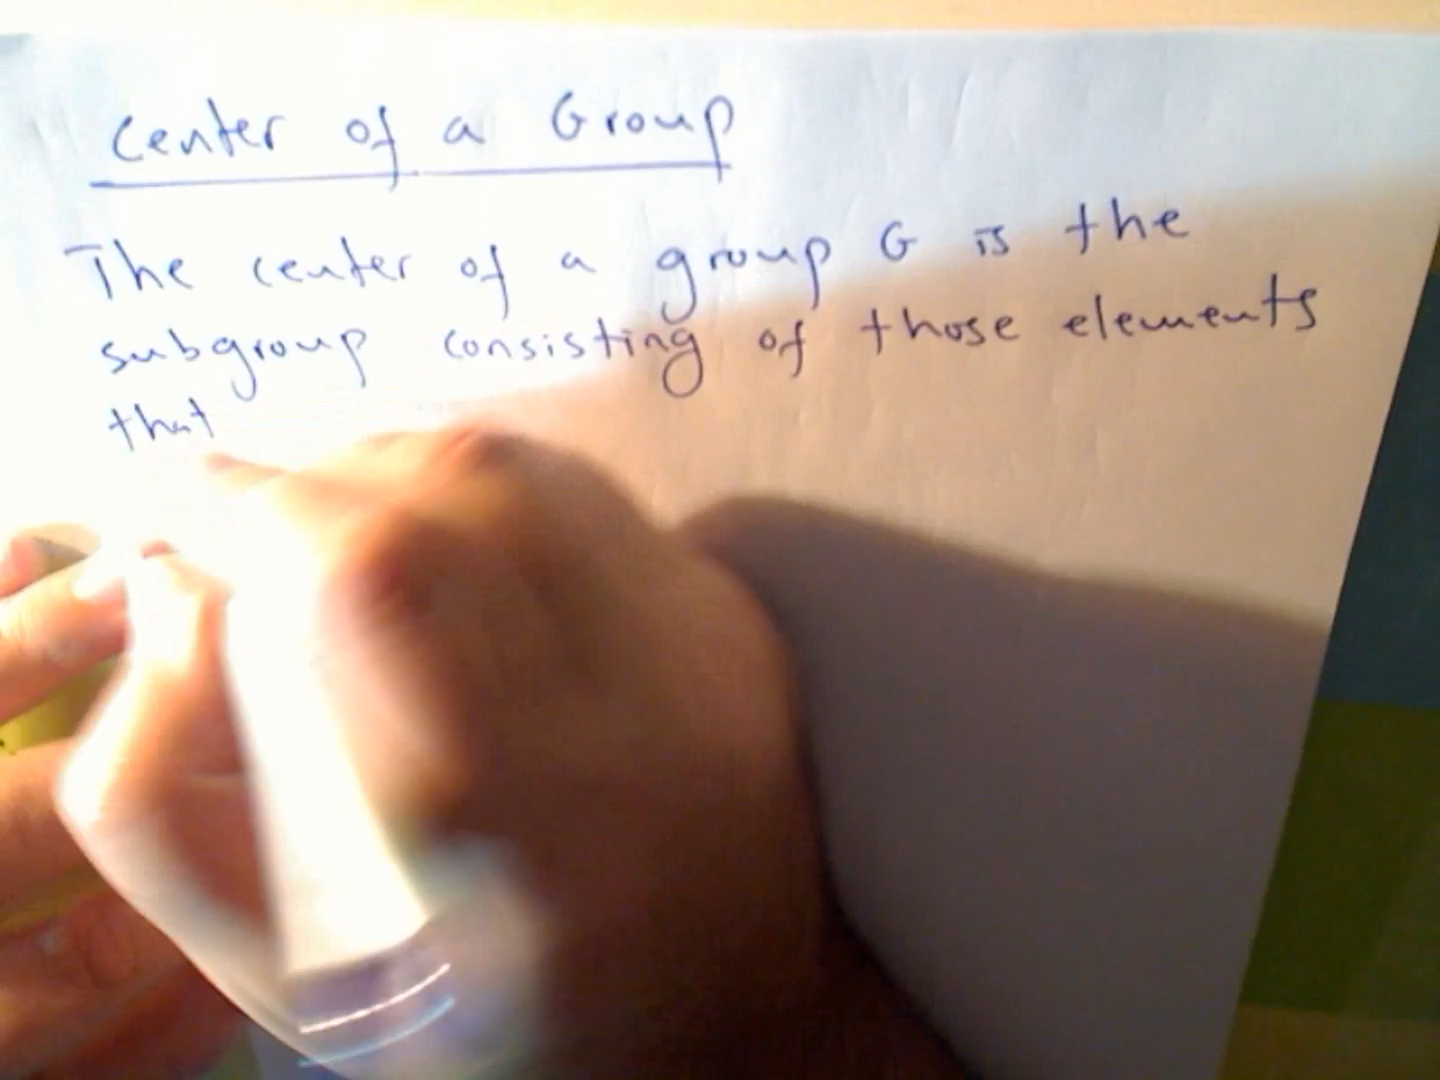 Center of a Group
The center of a group G is the
subgroup consisting of those elements
that